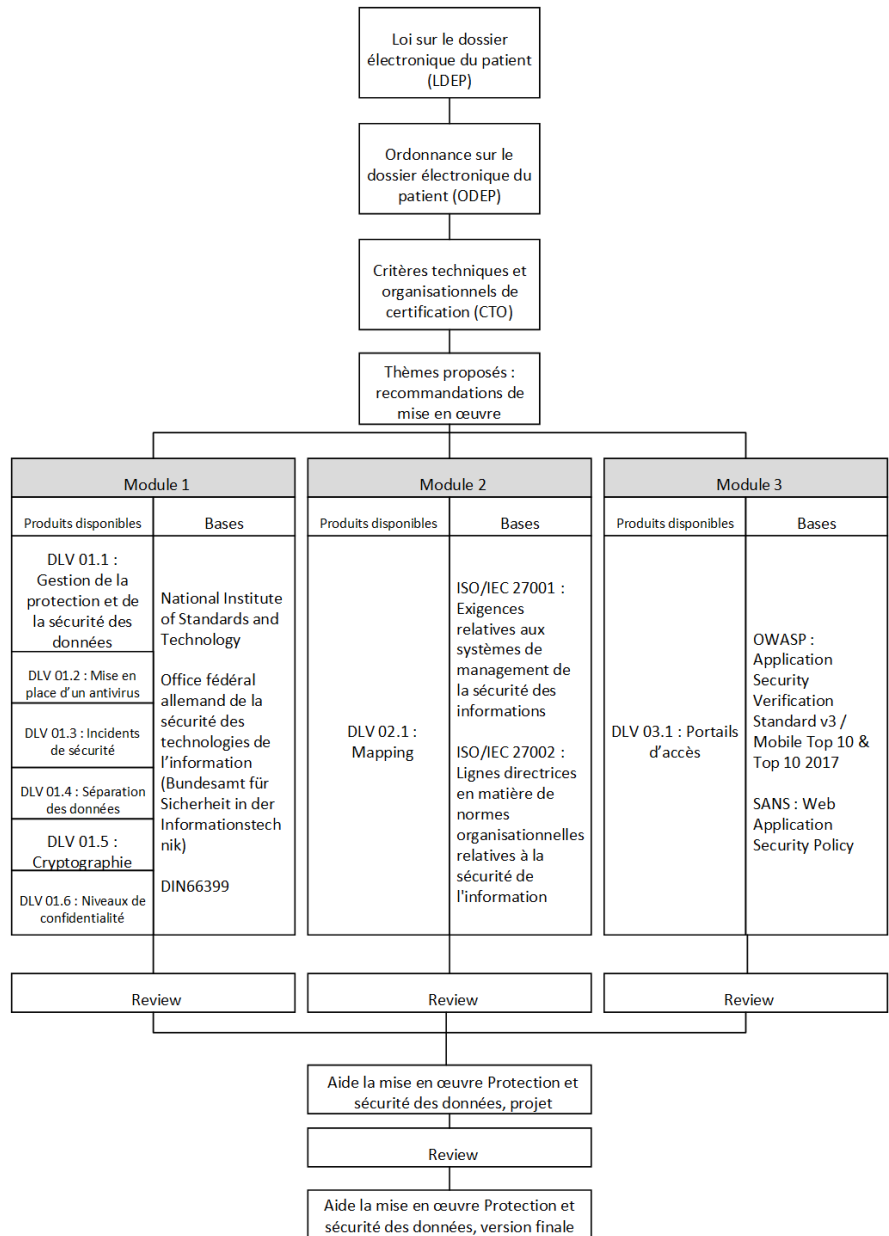 Loi sur le dossier
électronique du patient
(LDEP)
Ordonnance sur le
dossier électronique du
patient (ODEP)
Critères techniques et
organisationnels de
certification (CTO)
Thèmes proposés :
recommandations de
mise en œuvre
Module 1
Produits disponibles
Bases
DLV 01.1 :
Gestion de la
protection et de
la sécurité des
données
DLV 01.2 : Mise en
place d’un antivirus
DLV 01.3 : Incidents
de sécurité
DLV 01.4 : Séparation
des données
DLV 01.5 :
Cryptographie
DLV 01.6 : Niveaux de
confidentialité
National Institute
of Standards and
Technology
Office fédéral
allemand de la
sécurité des
technologies de
l’information
(Bundesamt für
Sicherheit in der
Informationstech
nik)
DIN66399
Module 2
Produits disponibles
Bases
DLV 02.1 :
Mapping
ISO/IEC 27001 :
Exigences
relatives aux
systèmes de
management de
la sécurité des
informations
ISO/IEC 27002 :
Lignes directrices
en matière de
normes
organisationnelles
relatives à la
sécurité de
l'information
Module 3
Produits disponibles
Bases
DLV 03.1 : Portails
d’accès
OWASP :
Application
Security
Verification
Standard v3 /
Mobile Top 10 &
Top 10 2017
SANS : Web
Application
Security Policy
Review
Review
Review
Aide la mise en œuvre Protection et
sécurité des données, projet
Review
Aide la mise en œuvre Protection et
sécurité des données, version finale